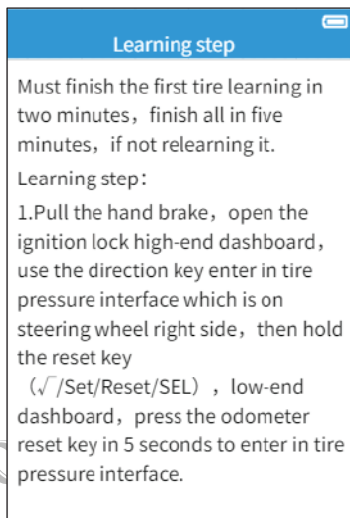 Learning step
Must finish the first tire learning in
two minutes，finish all in five
minutes，if not relearning it.
Learning step：
1.Pull the hand brake，open the
ignition lock high-end dashboard，
use the direction key enter in tire
pressure interface which is on
steering wheel right side，then hold
the reset key
（√/Set/Reset/SEL），low-end
dashboard，press the odometer
reset key in 5 seconds to enter in tire
pressure interface.